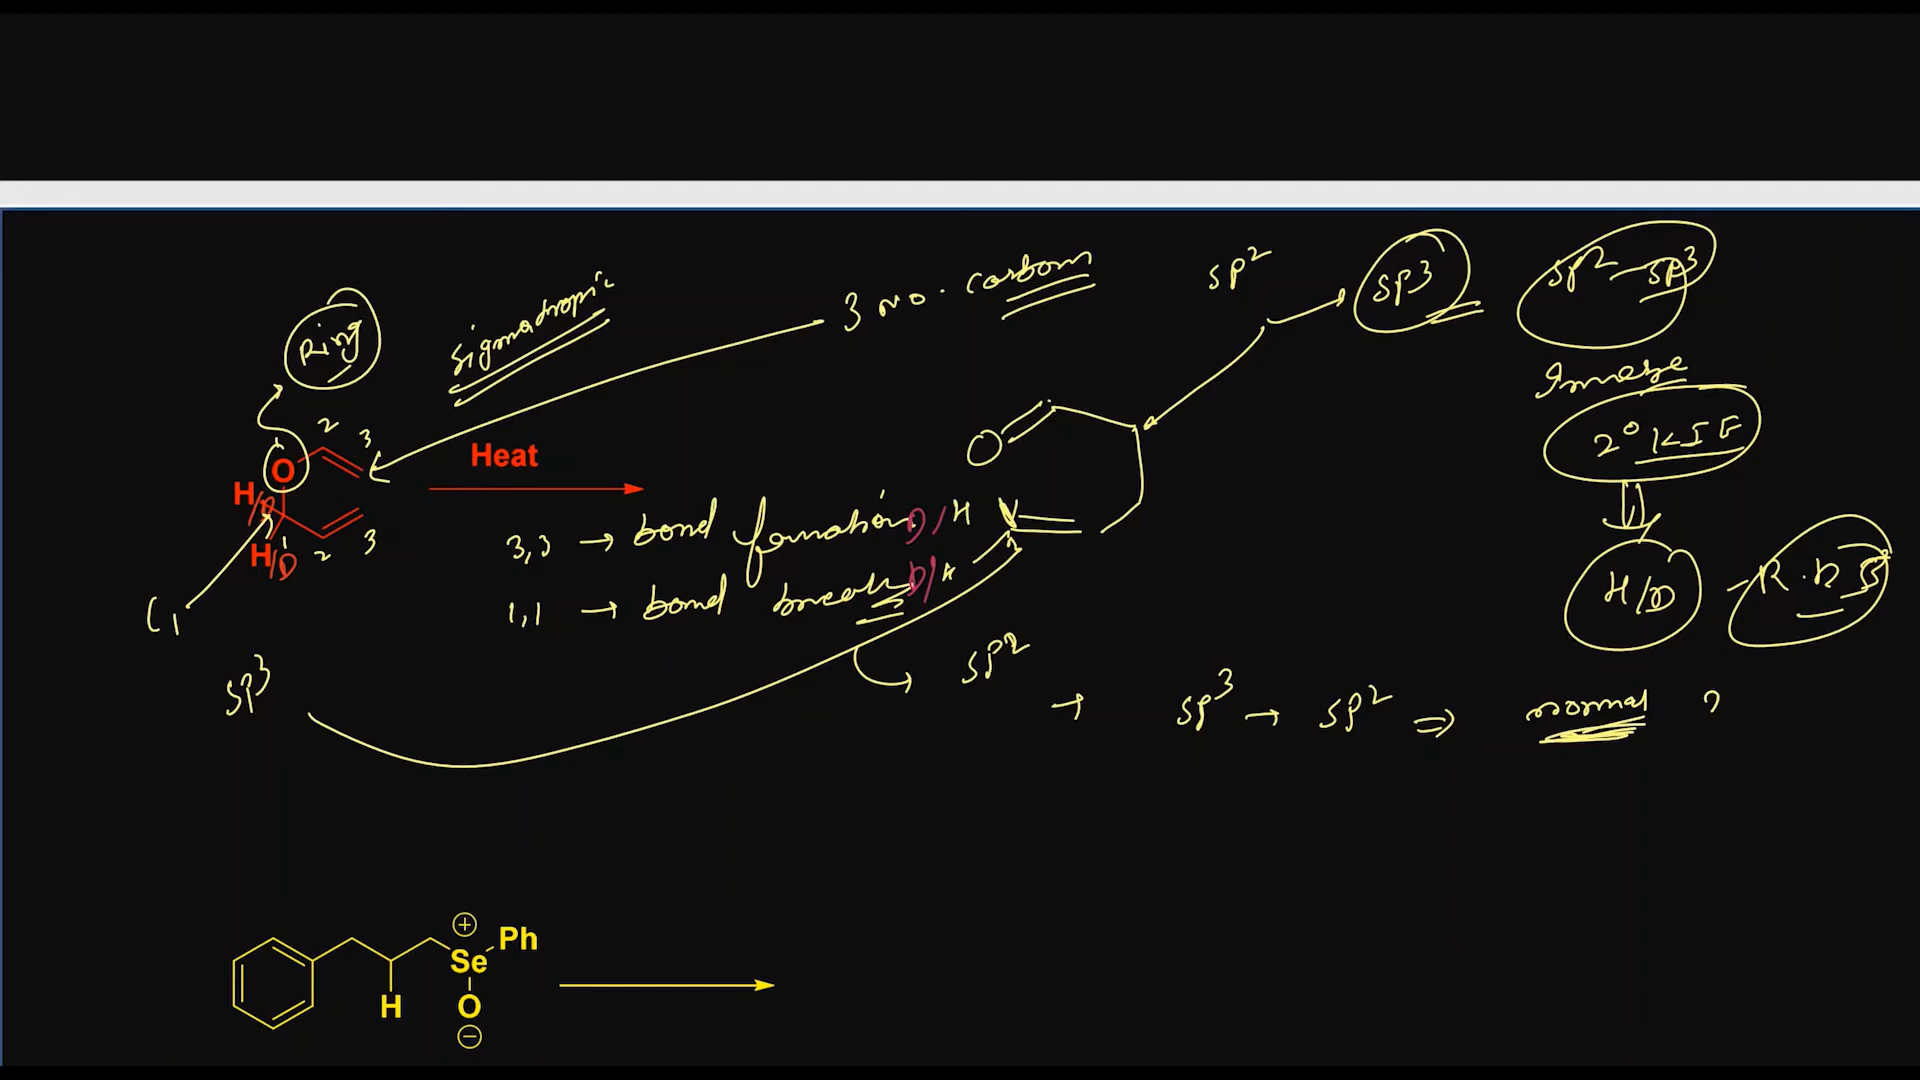 3 no. carbon
sp2
sp3
sp2 - sp3
Ring
sigmatropic
Inverse
2° KIE
2
3
O
Heat
O
H/D
H/D
1
2
3
3,3 → bond formation
D/H
1,1 → bond break
D/H
H/D - R.D.S
C1
sp3
sp2
→ sp3 → sp2 ⇒ normal
⊕
Se
Ph
H
O
⊖